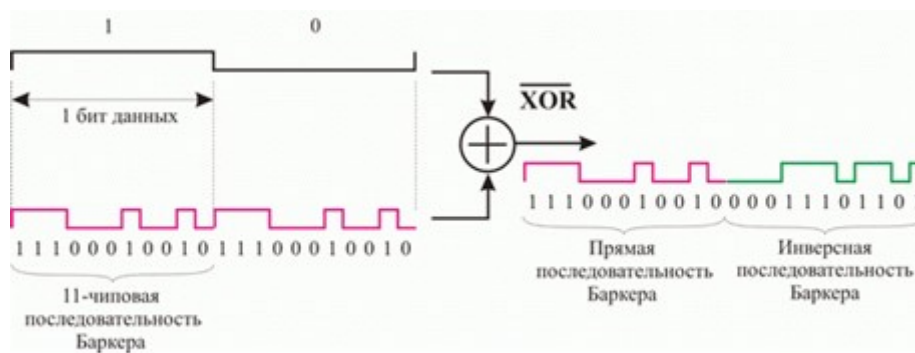 1 0
1 бит данных
XOR
1 1 1 0 0 0 1 0 0 1 0 1 1 1 0 0 0 1 0 0 1 0
1 1 1 0 0 0 1 0 0 1 0 0 0 0 1 1 1 0 1 1 0
11-чиповая
последовательность
Баркера
Прямая
последовательность
Баркера
Инверсная
последовательность
Баркера